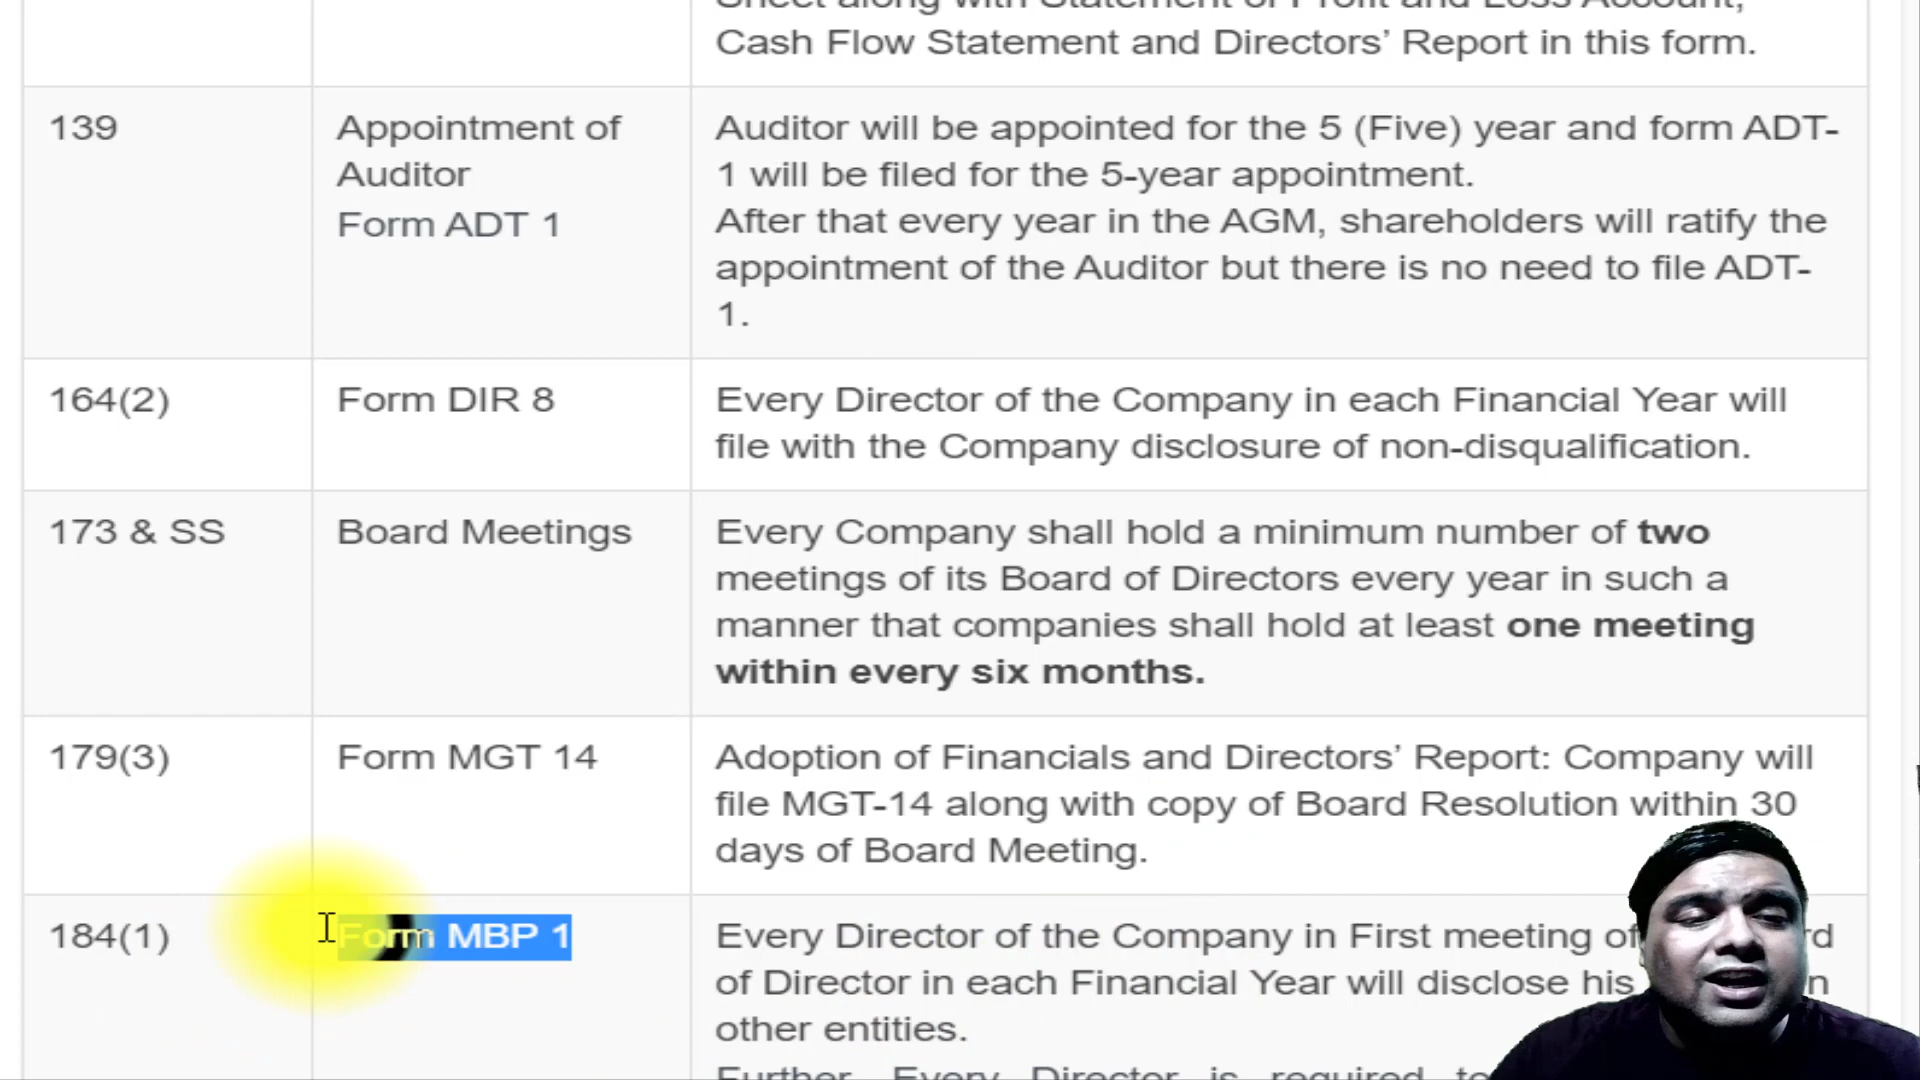 Cash Flow Statement and Directors’ Report in this form.
139
Appointment of
Auditor
Form ADT 1
Auditor will be appointed for the 5 (Five) year and form ADT-
1 will be filed for the 5-year appointment.
After that every year in the AGM, shareholders will ratify the
appointment of the Auditor but there is no need to file ADT-
1.
164(2)
Form DIR 8
Every Director of the Company in each Financial Year will
file with the Company disclosure of non-disqualification.
173 & SS
Board Meetings
Every Company shall hold a minimum number of two
meetings of its Board of Directors every year in such a
manner that companies shall hold at least one meeting
within every six months.
179(3)
Form MGT 14
Adoption of Financials and Directors’ Report: Company will
file MGT-14 along with copy of Board Resolution within 30
days of Board Meeting.
184(1)
Form MBP 1
Every Director of the Company in First meeting of
of Director in each Financial Year will disclose his
other entities.
Further, Every Director is required